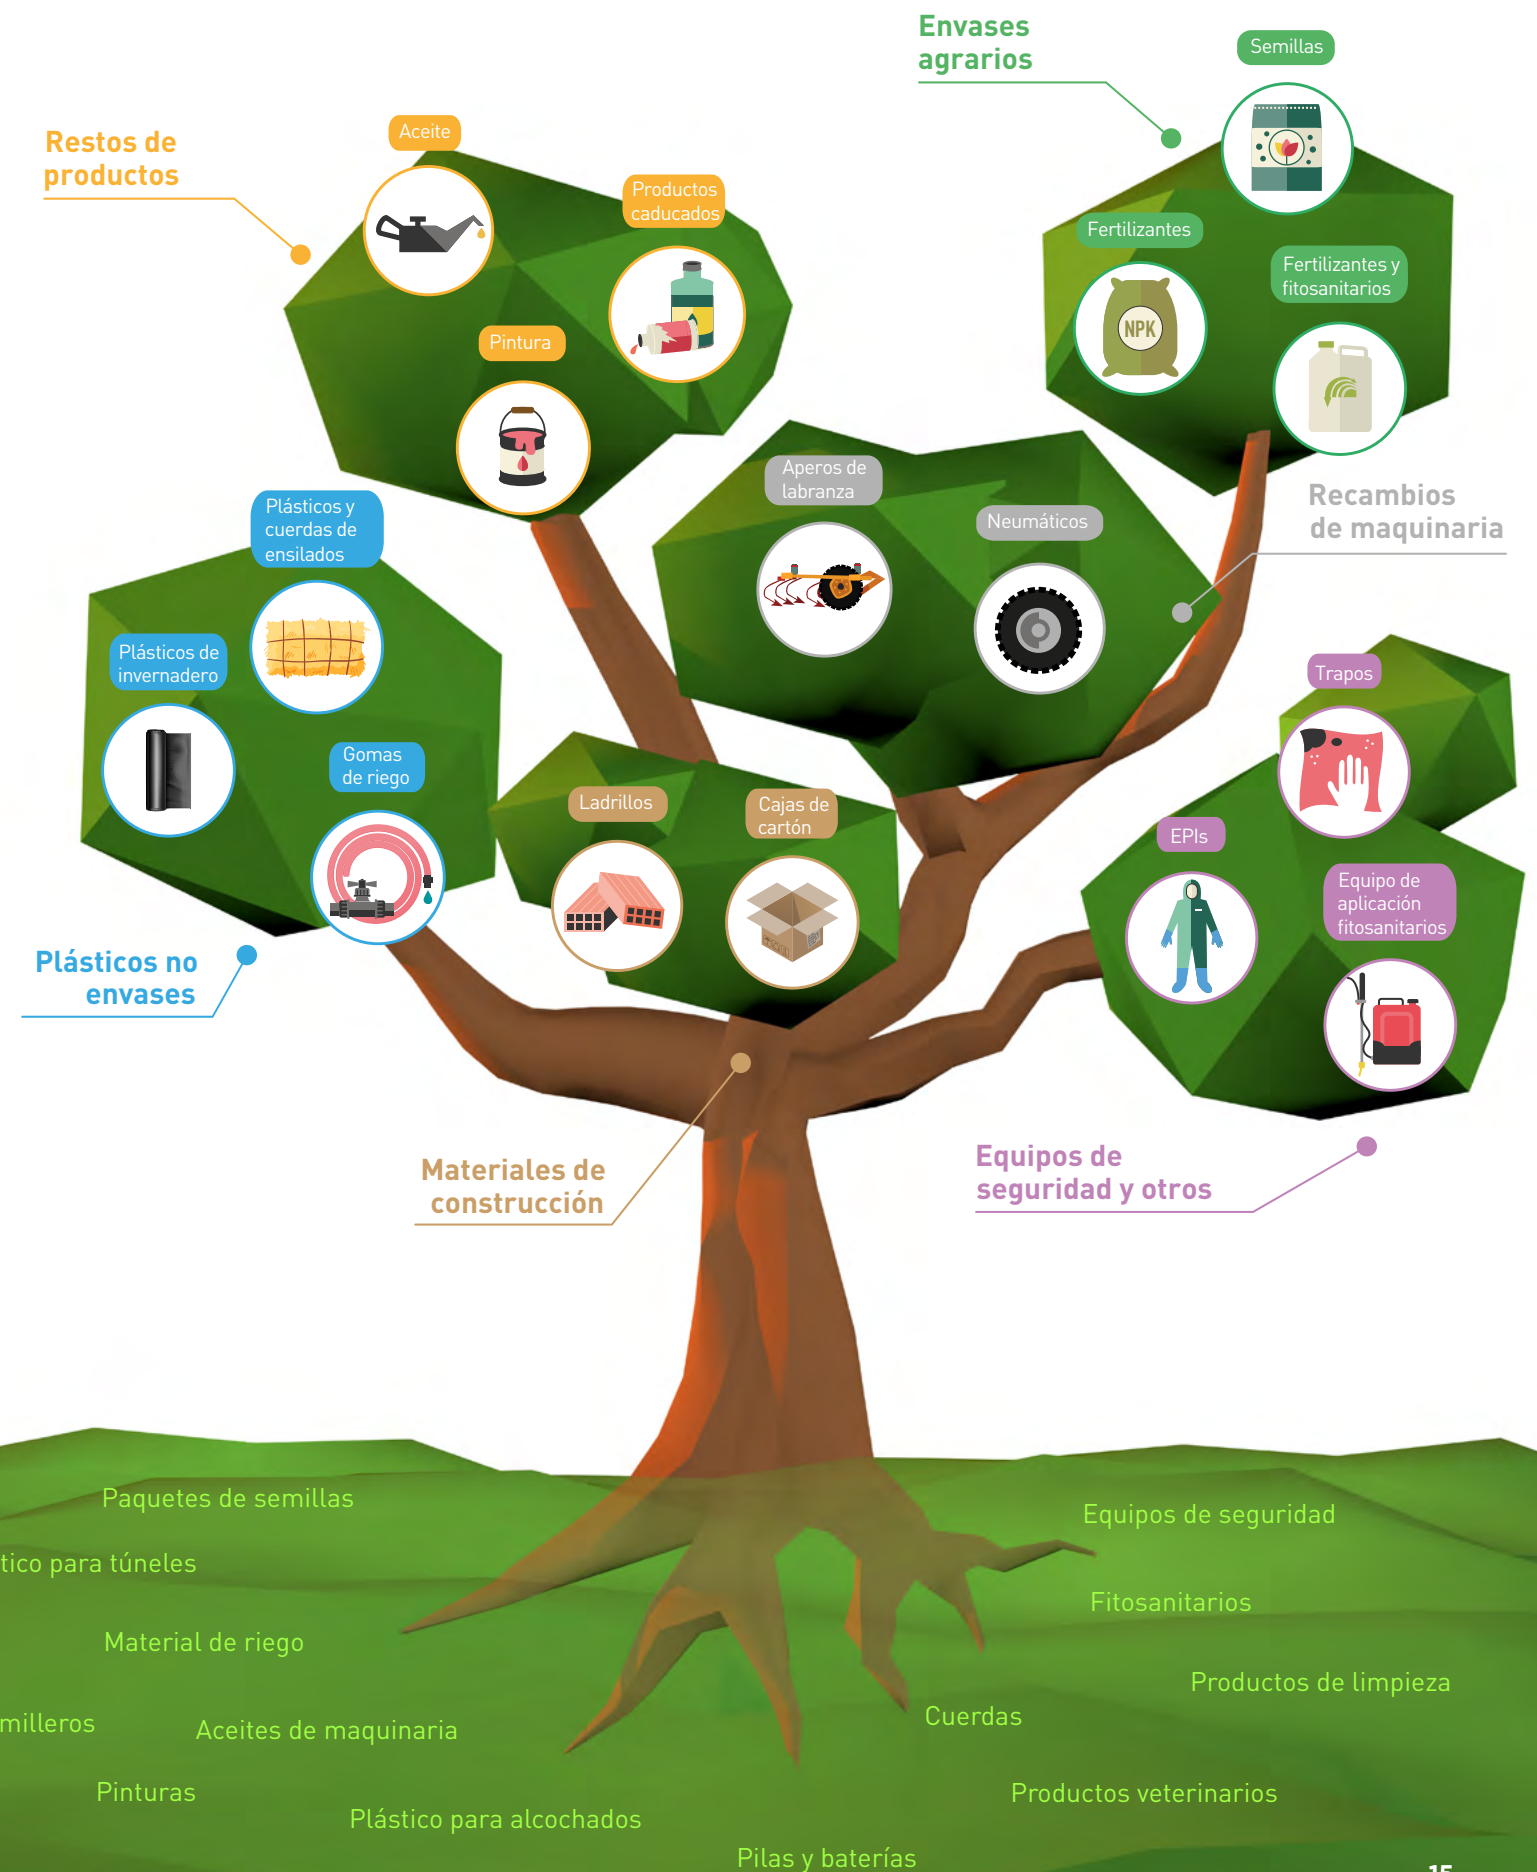 Envases
agrarios
Semillas
Restos de
productos
Aceite
Productos
caducados
Fertilizantes
Fertilizantes y
fitosanitarios
NPK
Pintura
Aperos de
labranza
Neumáticos
Recambios
de maquinaria
Plásticos y
cuerdas de
ensilados
Plásticos de
invernadero
Gomas
de riego
Trapos
Ladrillos
Cajas de
cartón
EPIs
Equipo de
aplicación
fitosanitarios
Plásticos no
envases
Materiales de
construcción
Equipos de
seguridad y otros
Paquetes de semillas
Equipos de seguridad
tico para túneles
Fitosanitarios
Material de riego
Productos de limpieza
milleros
Aceites de maquinaria
Cuerdas
Pinturas
Productos veterinarios
Plástico para alcochados
Pilas y baterías
15